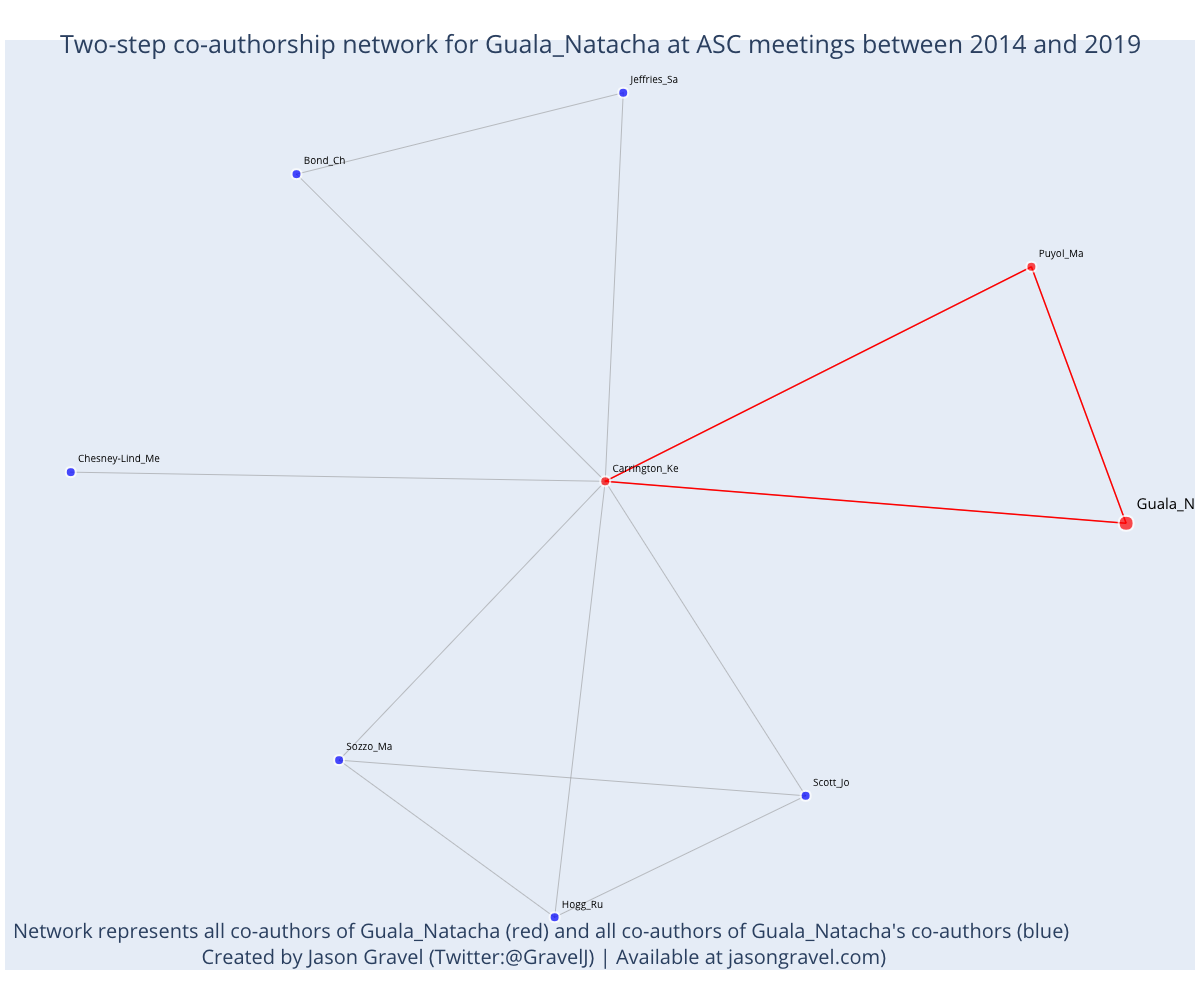 Two-step co-authorship network for Guala_Natacha at ASC meetings between 2014 and 2019
Jeffries_Sa
Bond_Ch
Puyol_Ma
Chesney-Lind_Me
Carrington_Ke
Guala_N
Sozzo_Ma
Scott_Jo
Hogg_Ru
Network represents all co-authors of Guala_Natacha (red) and all co-authors of Guala_Natacha's co-authors (blue)
Created by Jason Gravel (Twitter:@GravelJ) | Available at jasongravel.com)